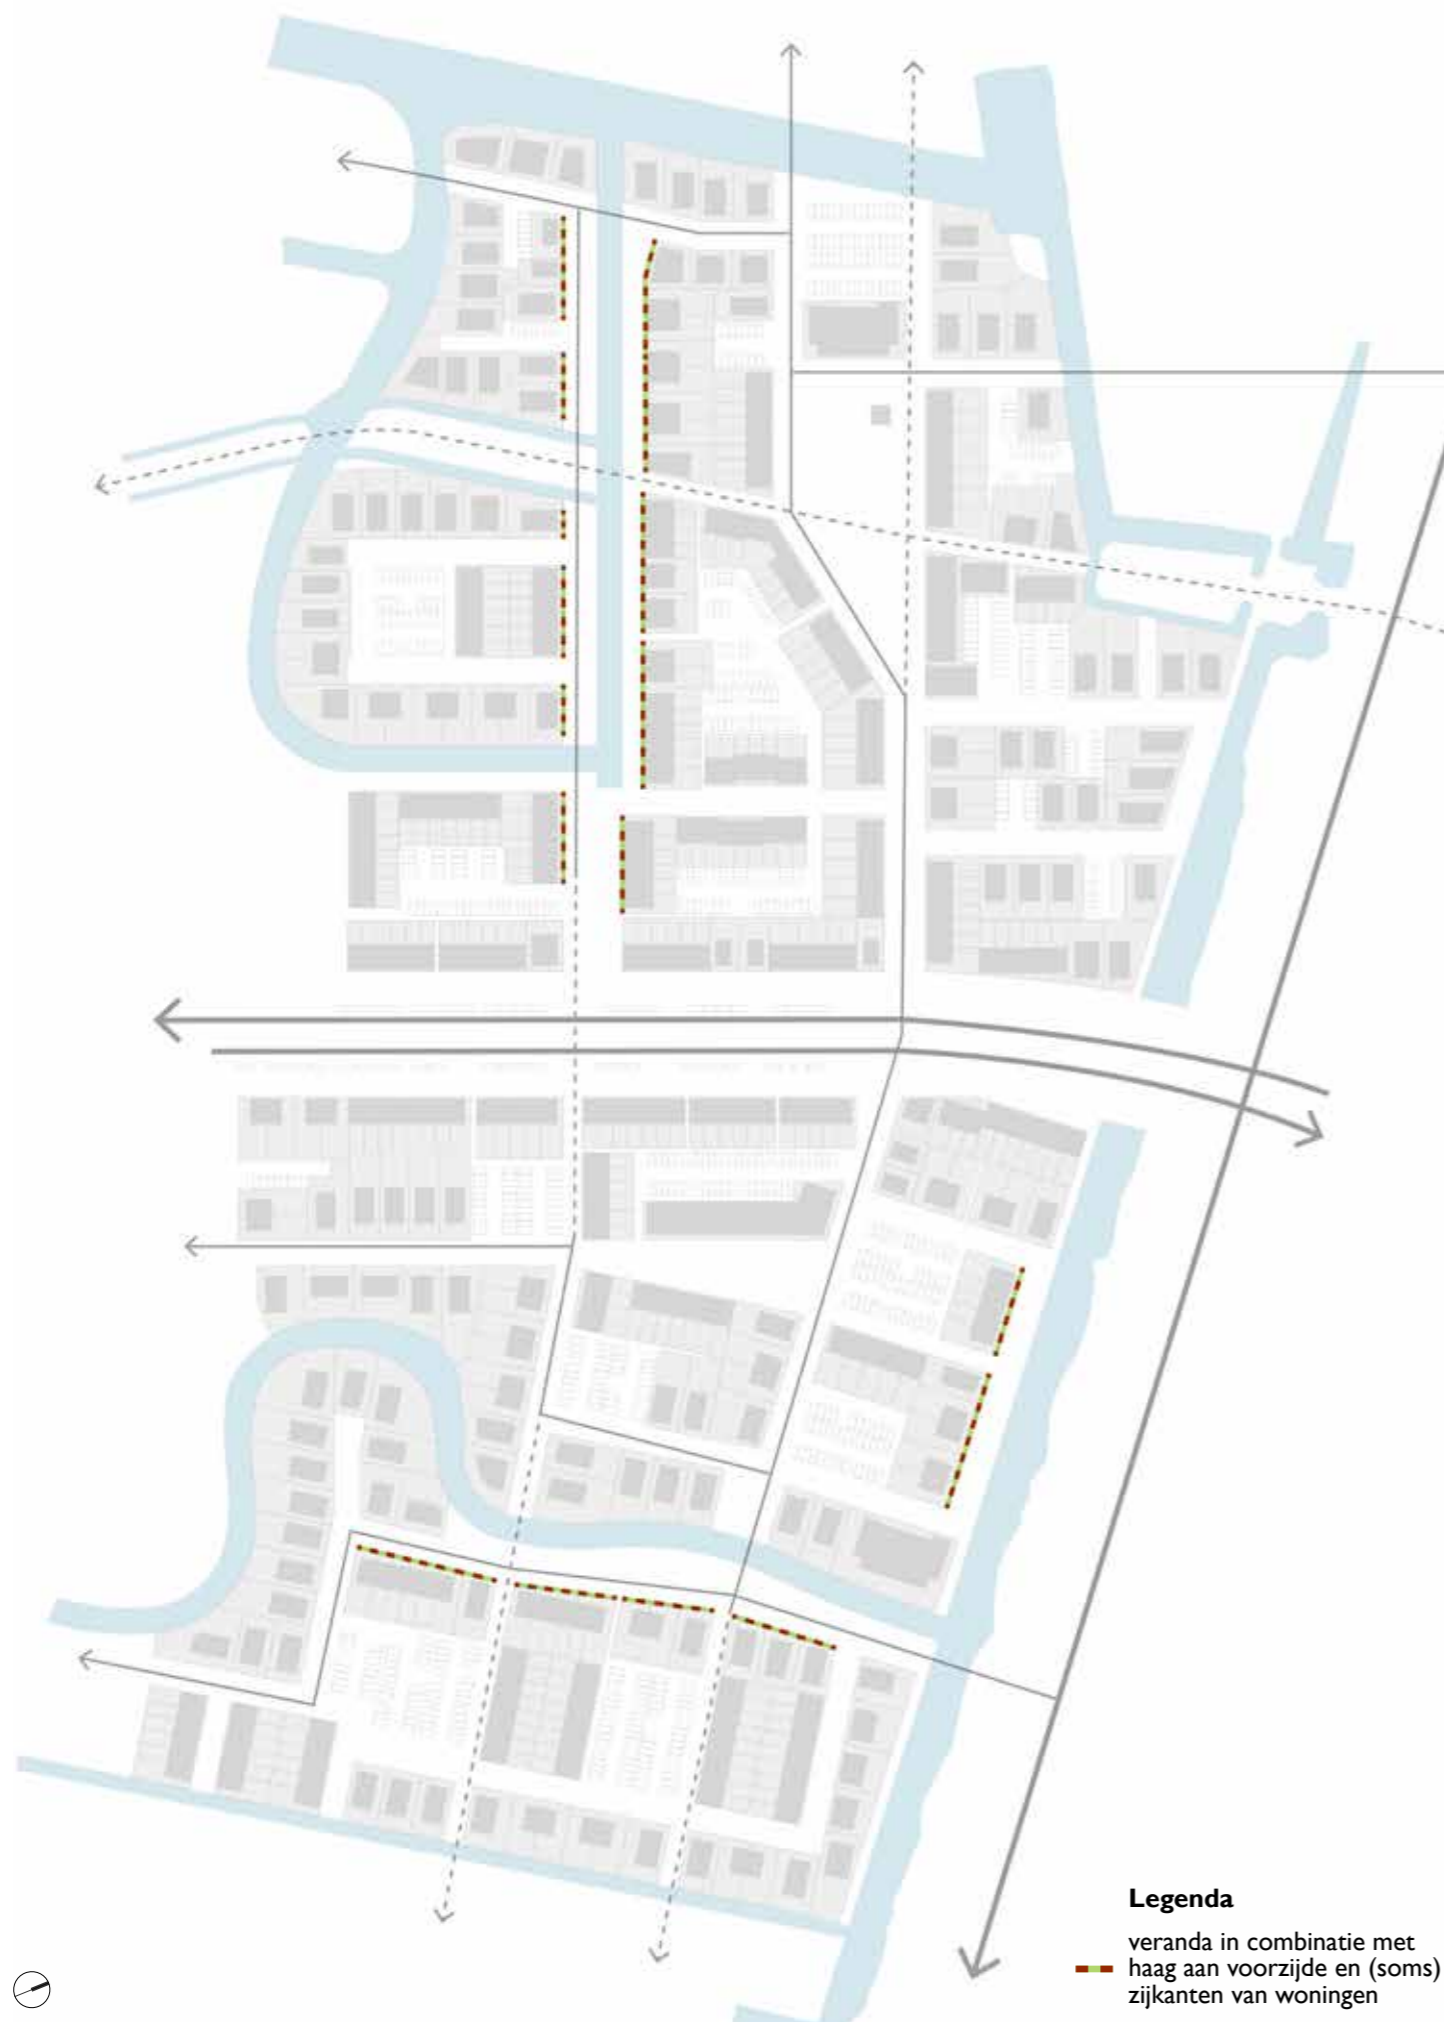 Legenda
veranda in combinatie met
haag aan voorzijde en (soms)
zijkanten van woningen